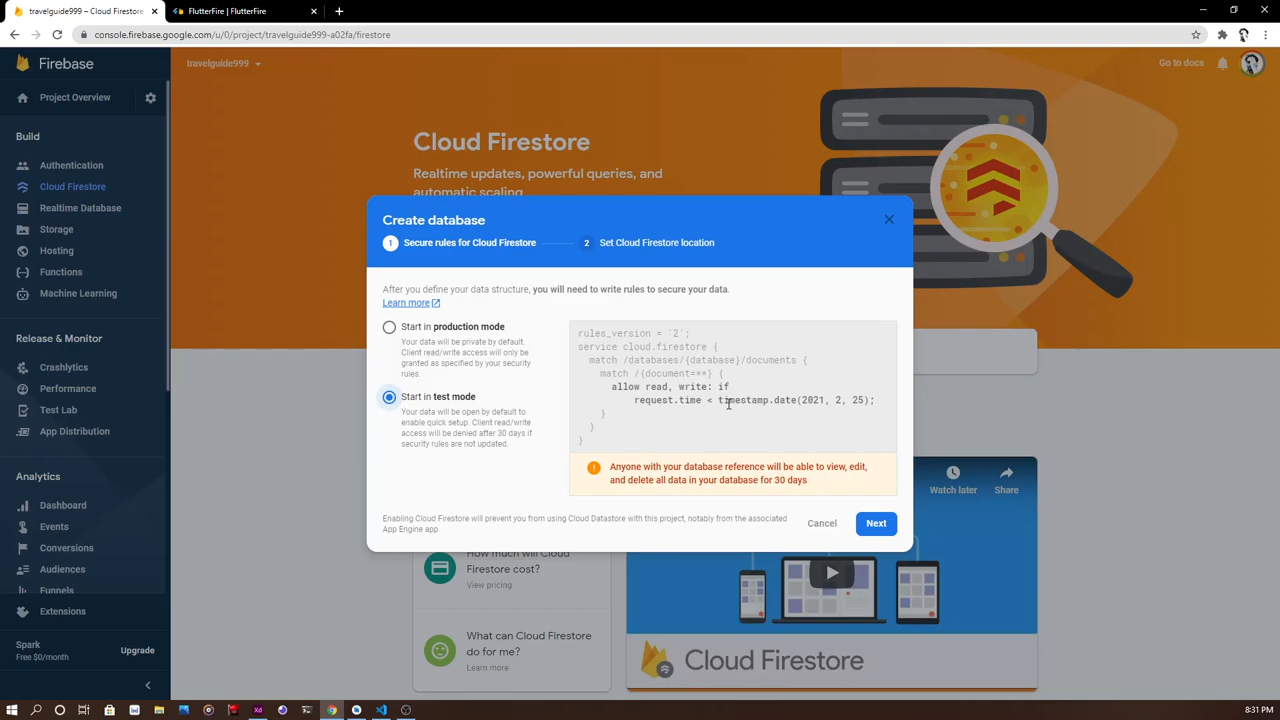 travelguide999 – Cloud Firestore
FlutterFire | FlutterFire
console.firebase.google.com/u/0/project/travelguide999-a02fa/firestore
Firebase
travelguide999
Go to docs
Project Overview
Build
Authentication
Cloud Firestore
Realtime Database
Storage
Hosting
Functions
Machine Learning
Release & Monitor
Crashlytics
Performance
Test Lab
App Distribution
Analytics
Dashboard
Events
Conversions
Audiences
Funnels
Extensions
Spark
Free $0/month
Upgrade
Cloud Firestore
Realtime updates, powerful queries, and
automatic scaling
Create database
1 Secure rules for Cloud Firestore
2 Set Cloud Firestore location
After you define your data structure, you will need to write rules to secure your data.
Learn more
Start in production mode
Your data will be private by default.
Client read/write access will only be
granted as specified by your security
rules.
Start in test mode
Your data will be open by default to
enable quick setup. Client read/write
access will be denied after 30 days if
security rules are not updated.
rules_version = '2';
service cloud.firestore {
match /databases/{database}/documents {
match /{document=**} {
allow read, write: if
request.time < timestamp.date(2021, 2, 25);
}
}
}
Anyone with your database reference will be able to view, edit,
and delete all data in your database for 30 days
Enabling Cloud Firestore will prevent you from using Cloud Datastore with this project, notably from the associated
App Engine app
Cancel
Next
How much will Cloud
Firestore cost?
View pricing
What can Cloud Firestore
do for me?
Learn more
Watch later
Share
Cloud Firestore
8:31 PM